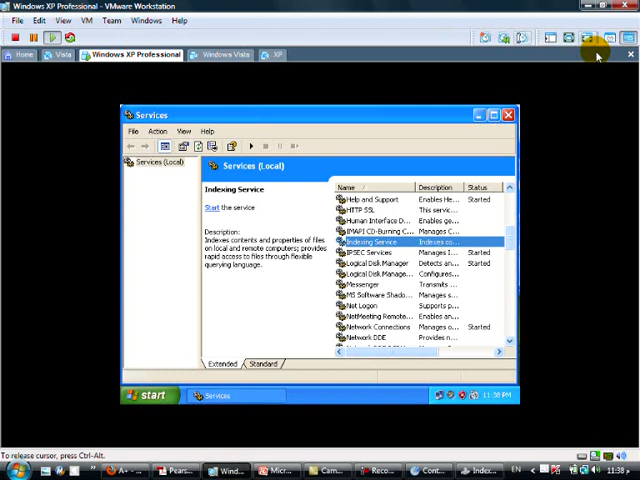 Windows XP Professional - VMware Workstation
File Edit View VM Team Windows Help
Home Vista Windows XP Professional Windows Vista XP
Services
File Action View Help
Services (Local)
Services (Local)
Indexing Service
Start the service
Description:
Indexes contents and properties of files
on local and remote computers; provides
rapid access to files through flexible
querying language.
Name Description Status
Help and Support Enables He... Started
HTTP SSL This servic...
Human Interface D... Enables ge...
IMAPI CD-Burning C... Manages C...
Indexing Service Indexes co...
IPSEC Services Manages I... Started
Logical Disk Manager Detects an... Started
Logical Disk Manage... Configures...
Messenger Transmits ...
MS Software Shado... Manages s...
Net Logon Supports p...
NetMeeting Remote... Enables an...
Network Connections Manages o... Started
Network DDE Provides n...
Extended Standard
start Services 11:38 PM
To release cursor, press Ctrl-Alt.
A+ - ... Pears... Wind... Micr... Cam... Reco... Cont... Index... EN 11:38